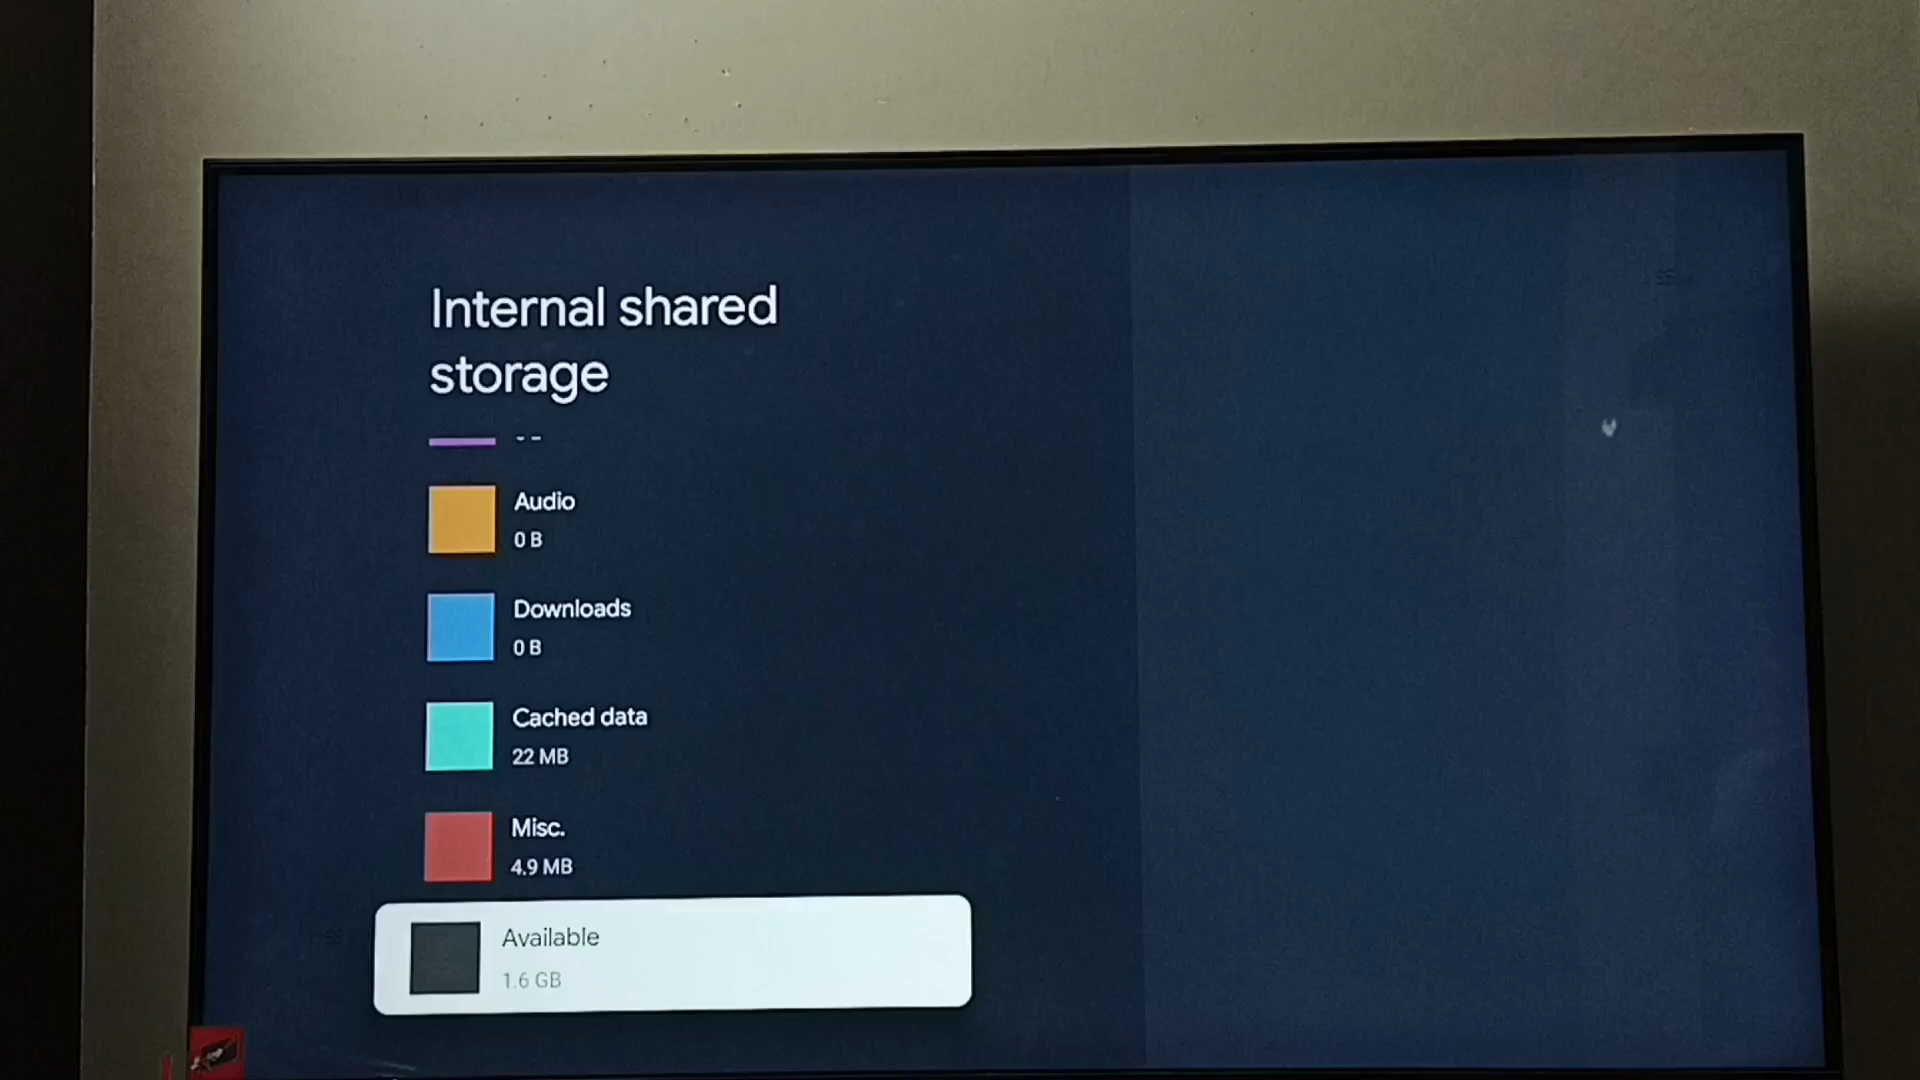 Internal shared
storage
Audio
0 B
Downloads
0 B
Cached data
22 MB
Misc.
4.9 MB
Available
1.6 GB